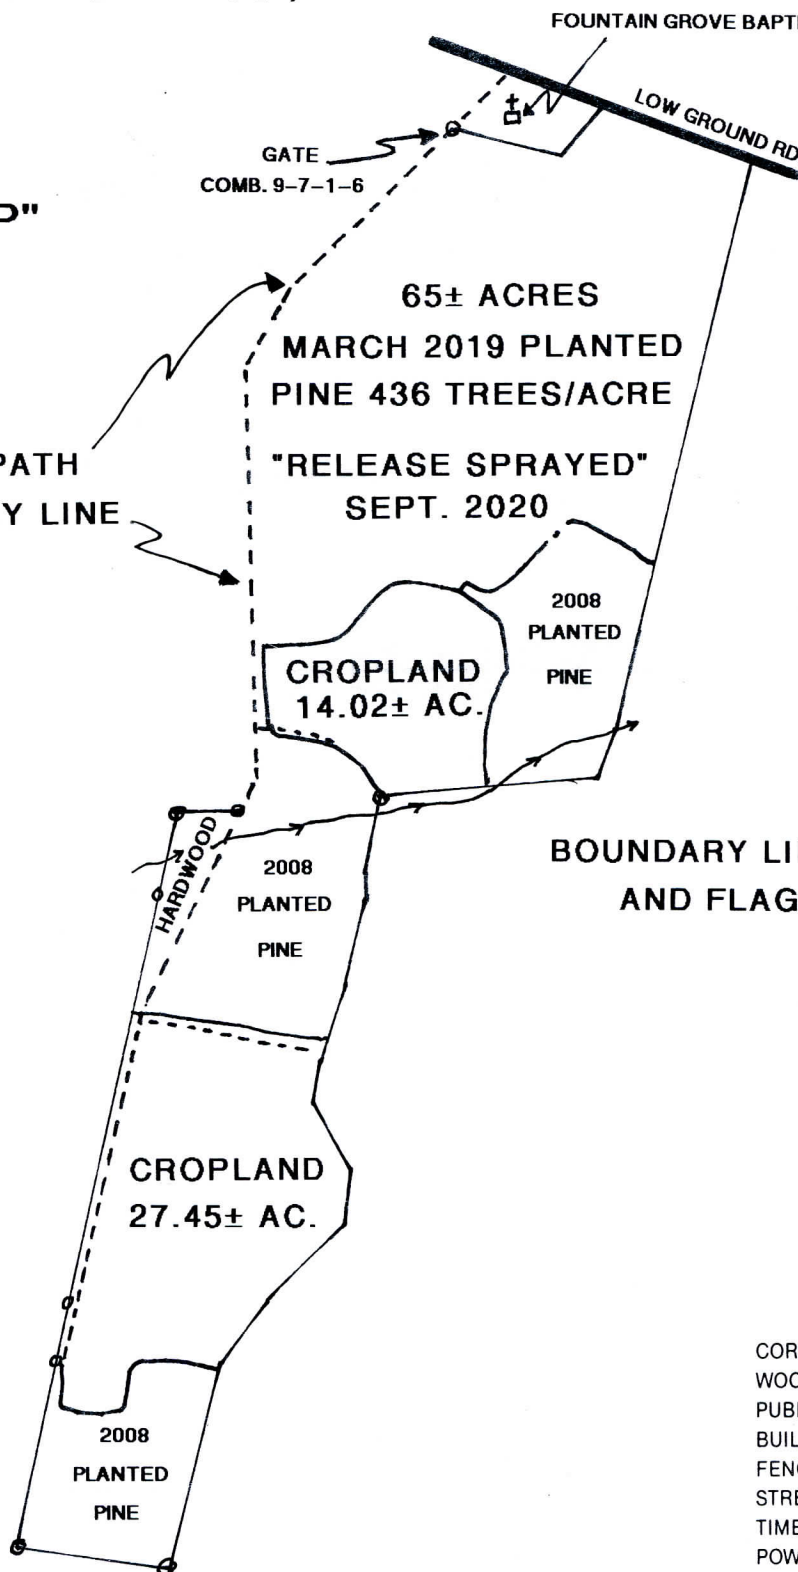 FOUNTAIN GROVE BAPT
LOW GROUND RD
GATE
COMB. 9-7-1-6
P"
65± ACRES
MARCH 2019 PLANTED
PINE 436 TREES/ACRE
"RELEASE SPRAYED"
SEPT. 2020
PATH
Y LINE
2008
PLANTED
PINE
CROPLAND
14.02± AC.
HARDWOOD
2008
PLANTED
PINE
BOUNDARY LI
AND FLAG
CROPLAND
27.45± AC.
2008
PLANTED
PINE
COR
WOO
PUB
BUIL
FEN
STRE
TIME
POW